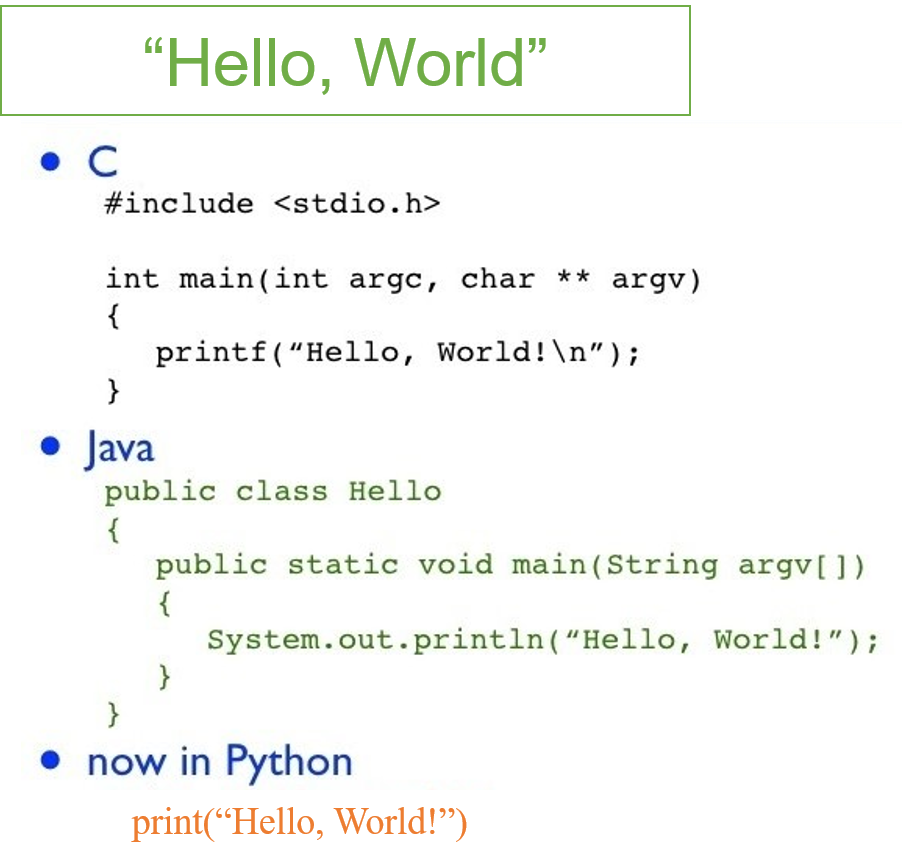 “Hello, World”
• C
#include <stdio.h>
int main(int argc, char ** argv)
{
printf(“Hello, World!\n”);
}
• Java
public class Hello
{
public static void main(String argv[])
{
System.out.println(“Hello, World!”);
}
}
• now in Python
print(“Hello, World!”)